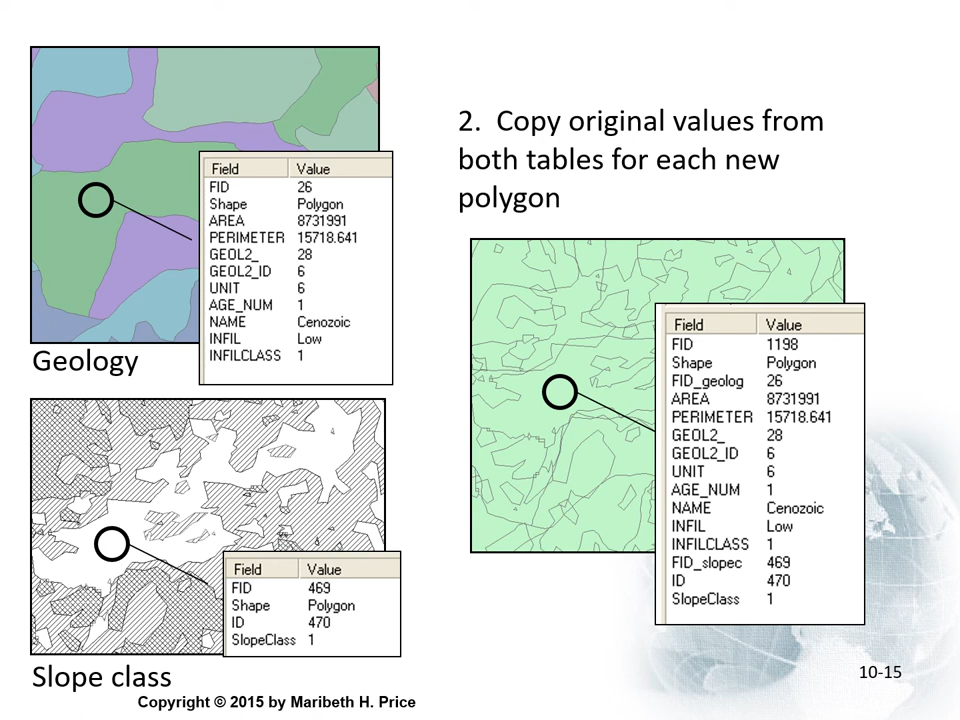 2. Copy original values from
both tables for each new
polygon
Field Value
FID 26
Shape Polygon
AREA 8731991
PERIMETER 15718.641
GEOL2_ 28
GEOL2_ID 6
UNIT 6
AGE_NUM 1
NAME Cenozoic
INFIL Low
INFILCLASS 1
Geology
Field Value
FID 469
Shape Polygon
ID 470
SlopeClass 1
Slope class
Field Value
FID 1198
Shape Polygon
FID_geolog 26
AREA 8731991
PERIMETER 15718.641
GEOL2_ 28
GEOL2_ID 6
UNIT 6
AGE_NUM 1
NAME Cenozoic
INFIL Low
INFILCLASS 1
FID_slopec 469
ID 470
SlopeClass 1
10-15
Copyright © 2015 by Maribeth H. Price